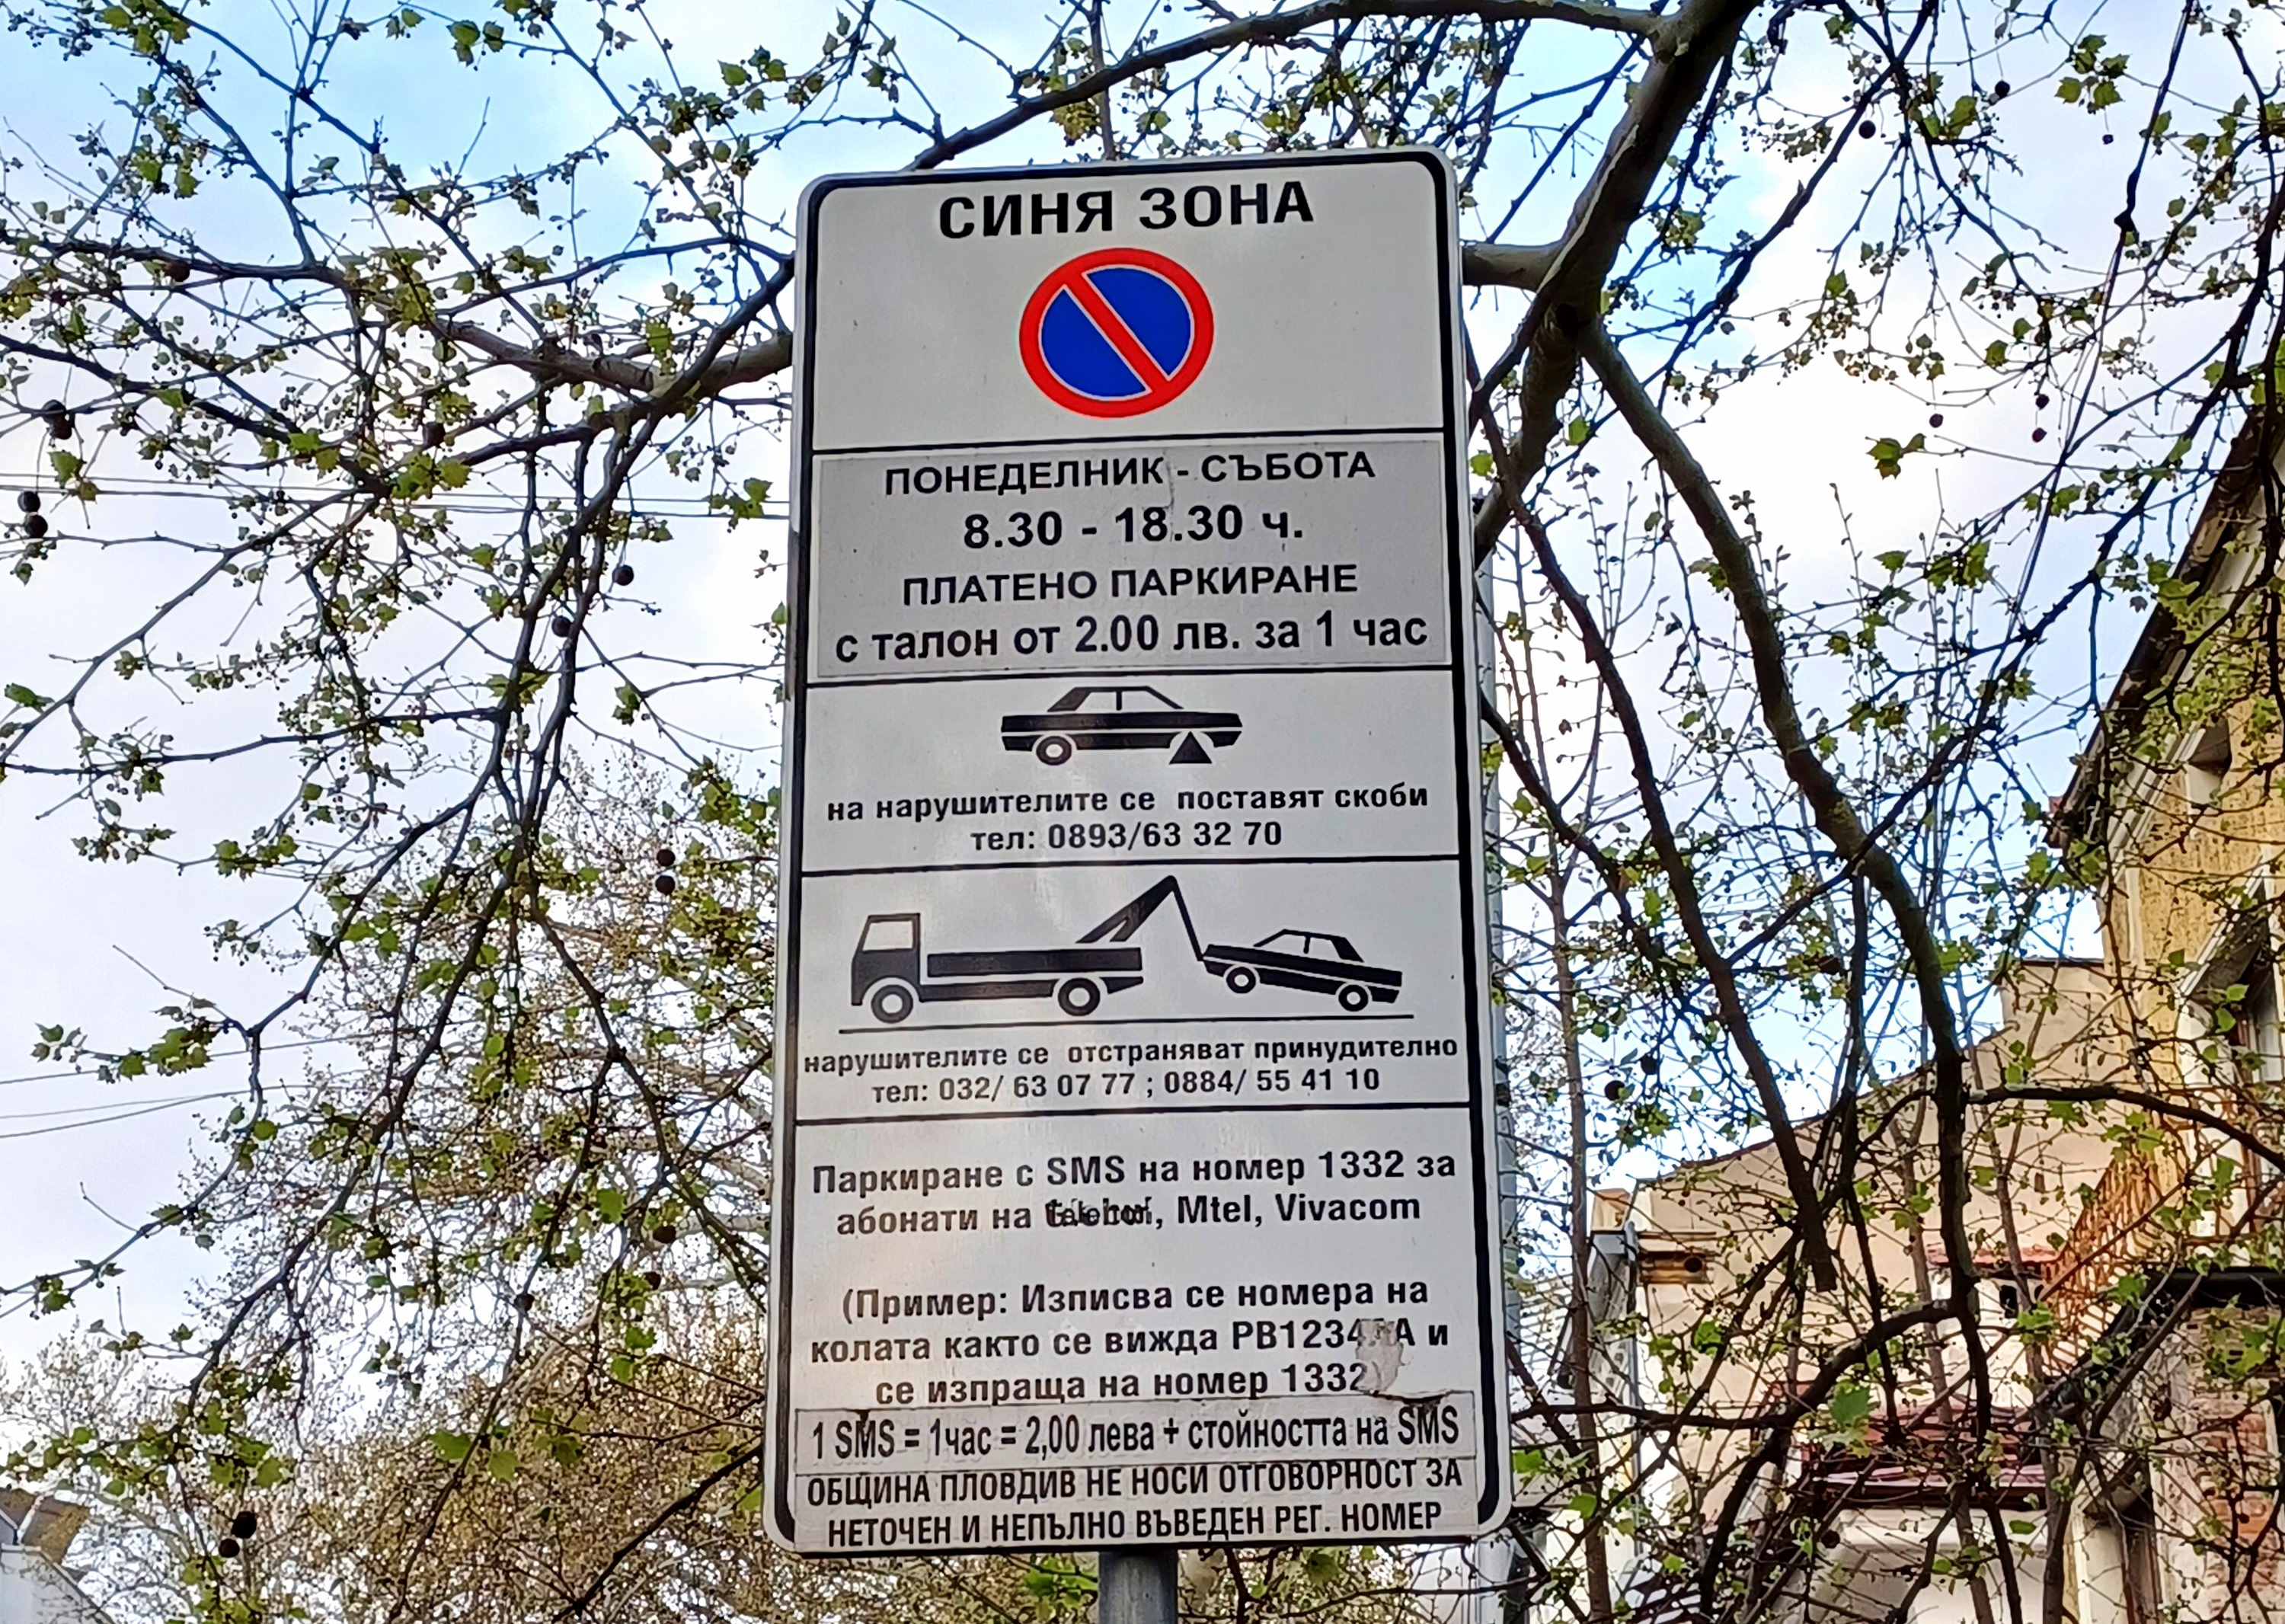 СИНЯ ЗОНА
ПОНЕДЕЛНИК - СЪБОТА
8.30 - 18.30 ч.
ПЛАТЕНО ПАРКИРАНЕ
с талон от 2.00 лв. за 1 час
на нарушителите се поставят скоби
тел: 0893/63 32 70
нарушителите се отстраняват принудително
тел: 032/ 63 07 77 ; 0884/ 55 41 10
Паркиране с SMS на номер 1332 за
абонати на , Mtel, Vivacom
(Пример: Изписва се номера на
колата както се вижда и
се изпраща на номер 1332)
1 SMS = 1час = 2,00 лева + стойността на SMS
ОБЩИНА ПЛОВДИВ НЕ НОСИ ОТГОВОРНОСТ ЗА
НЕТОЧЕН И НЕПЪЛНО ВЪВЕДЕН РЕГ. НОМЕР